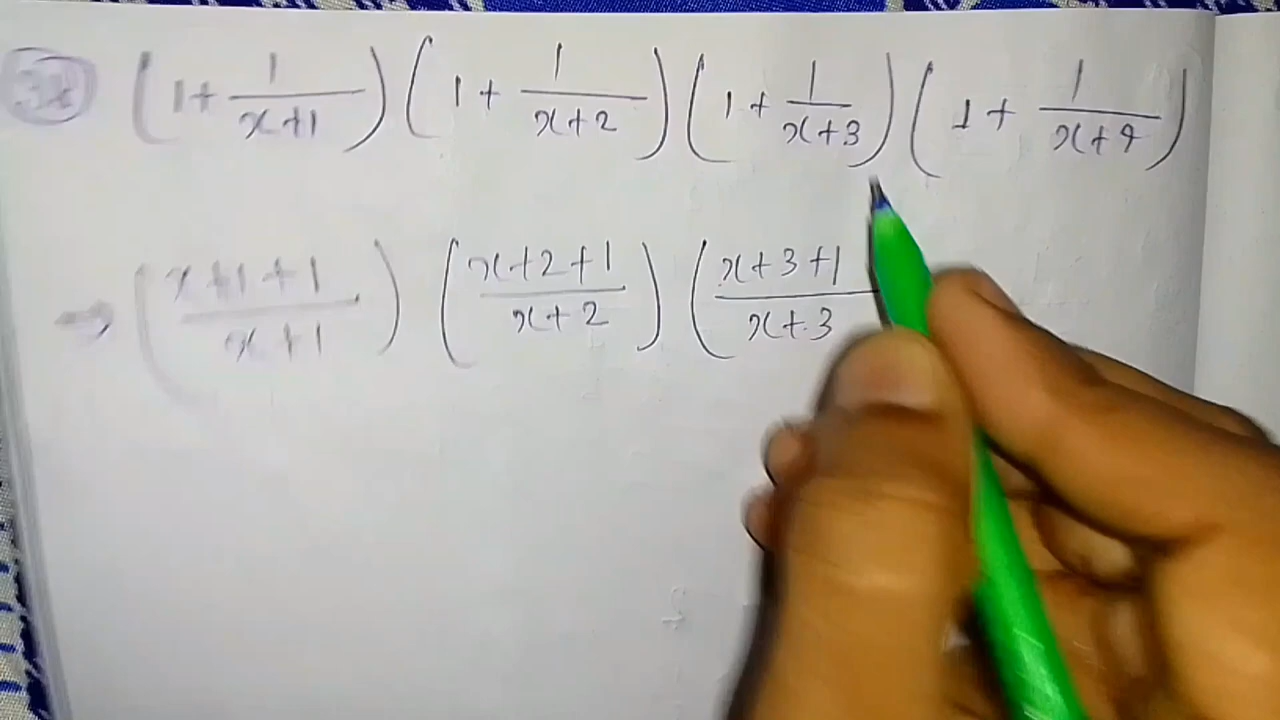 38 (1+ 1/(x+1)) (1+ 1/(x+2)) (1+ 1/(x+3)) (1+ 1/(x+4))
⇒ ((x+1+1)/(x+1)) ((x+2+1)/(x+2)) ((x+3+1)/(x+3